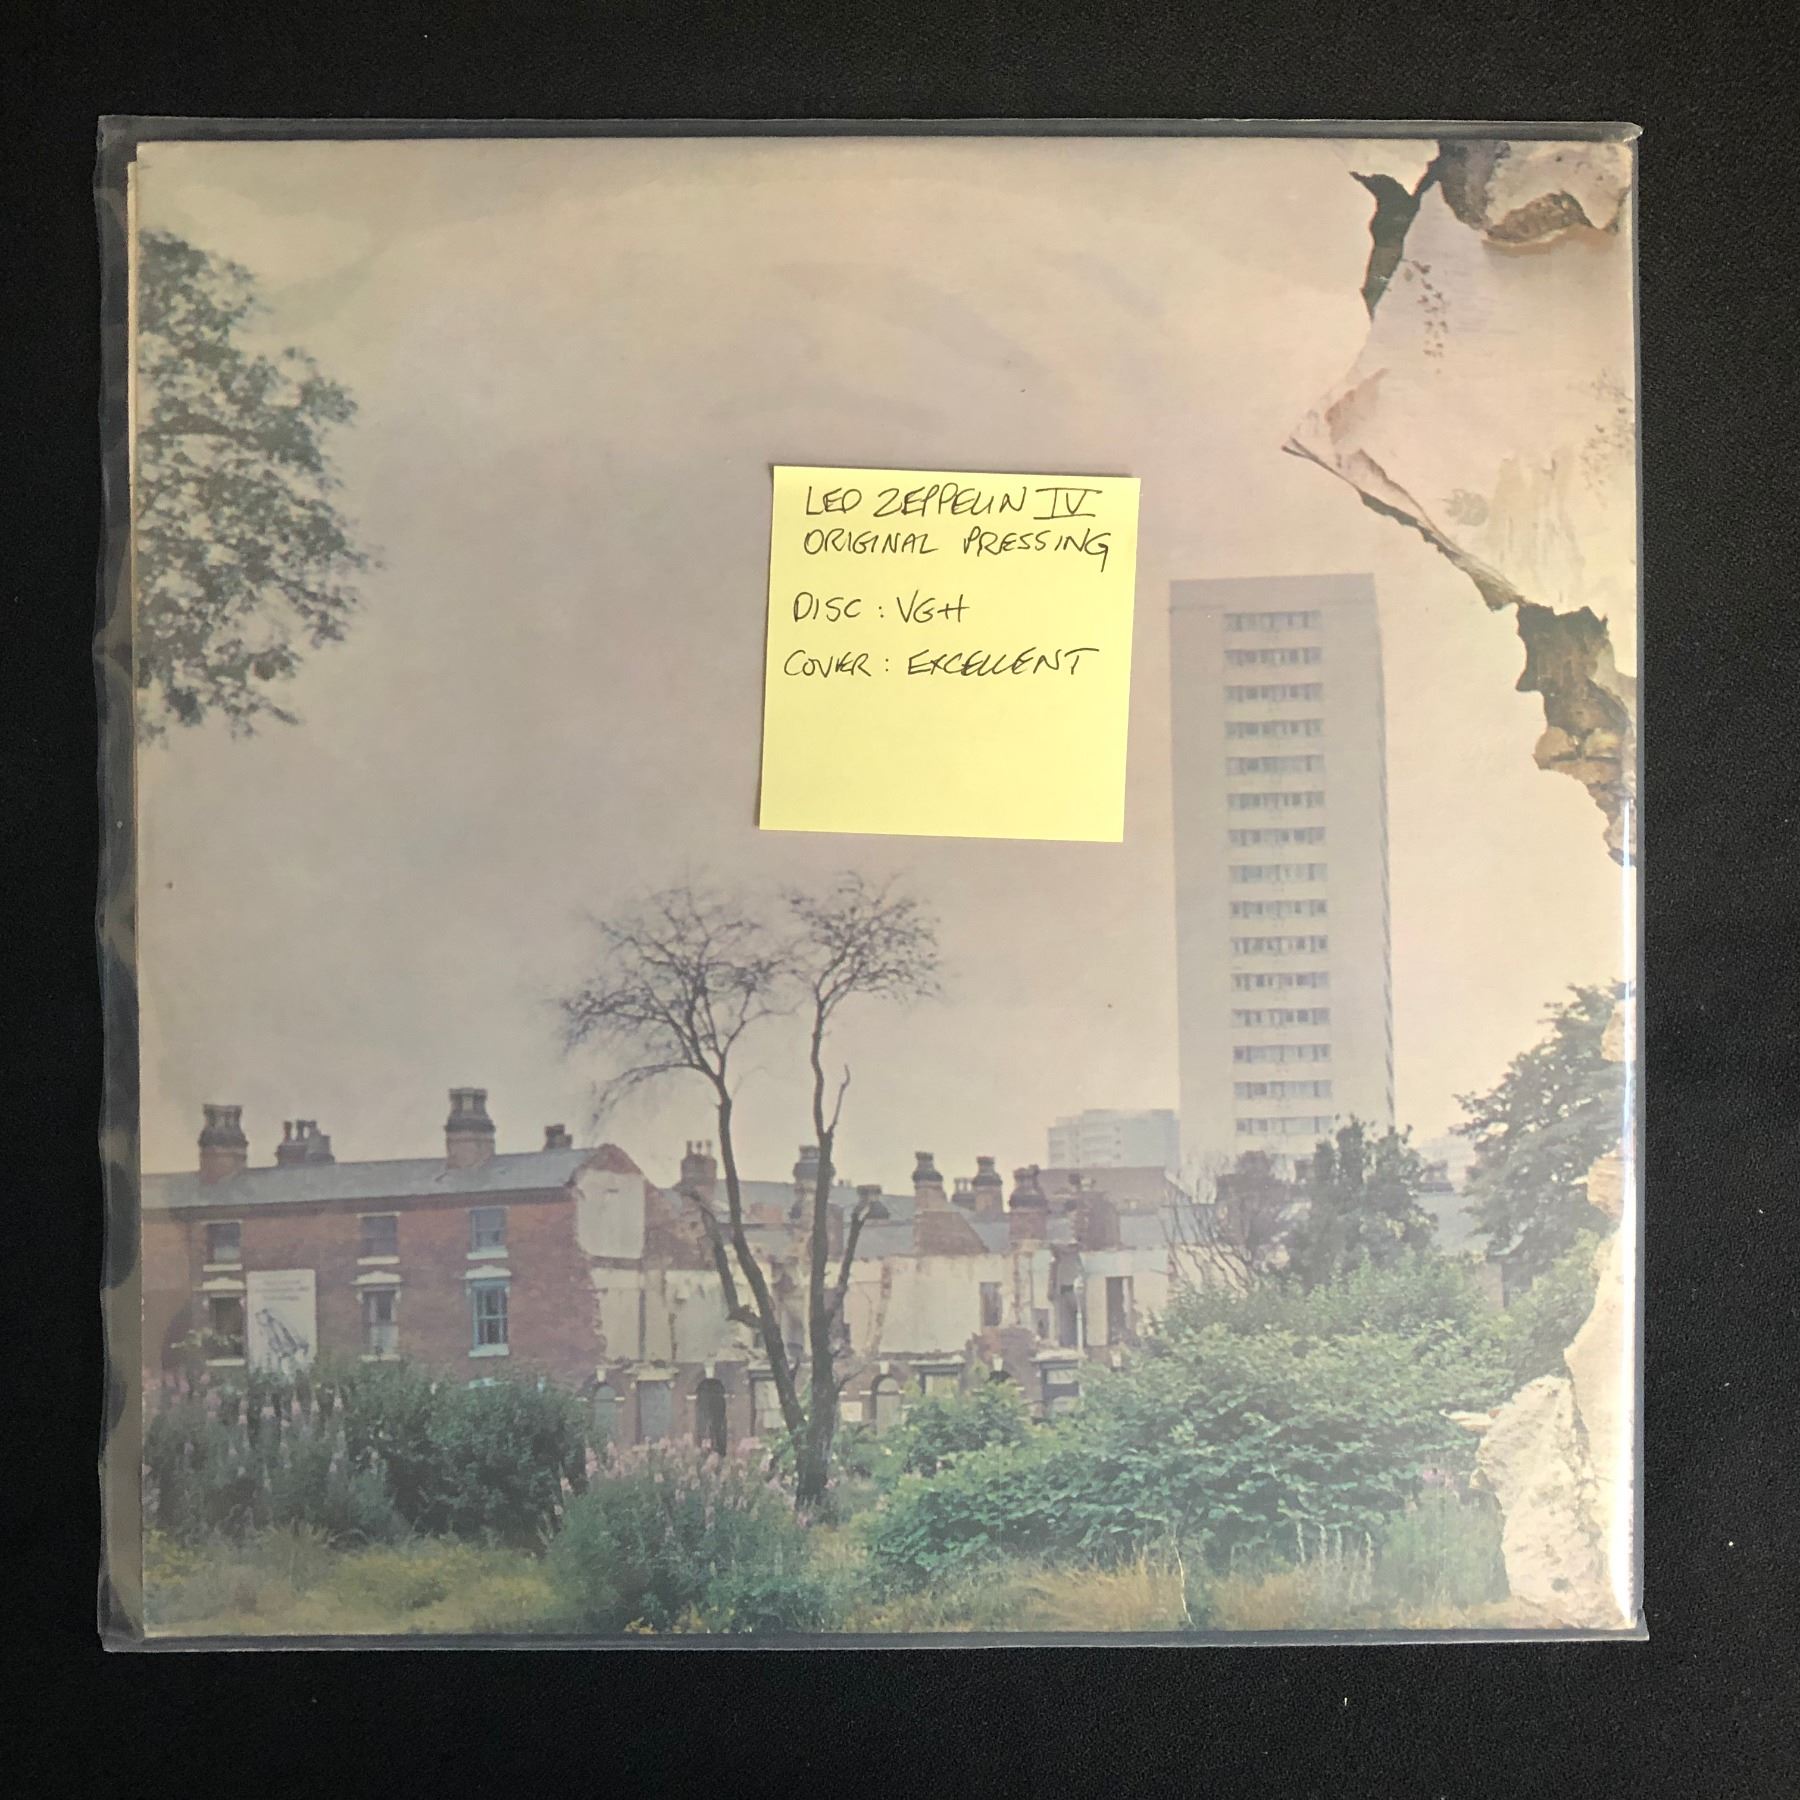 LED ZEPPELIN IV
ORIGINAL PRESSING
DISC : VG+
COVER : EXCELLENT